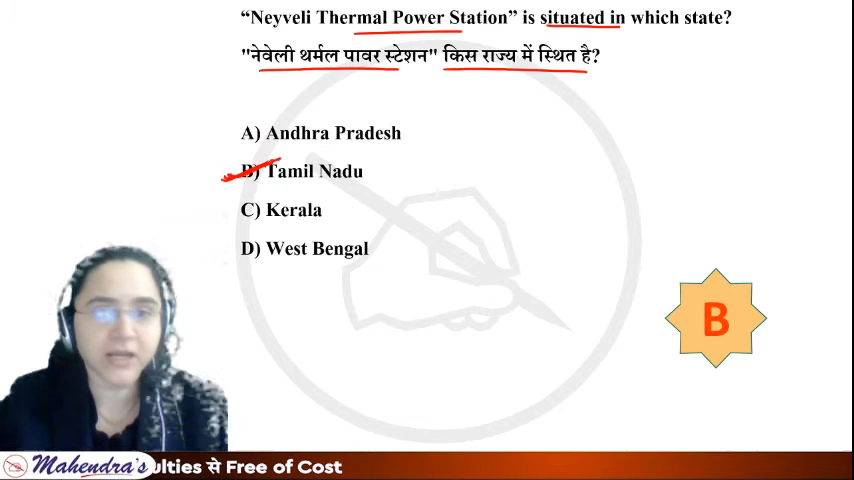 “Neyveli Thermal Power Station” is situated in which state?
"नेवेली थर्मल पावर स्टेशन" किस राज्य में स्थित है?
A) Andhra Pradesh
B) Tamil Nadu
C) Kerala
D) West Bengal
B
Mahendra's ulties से Free of Cost